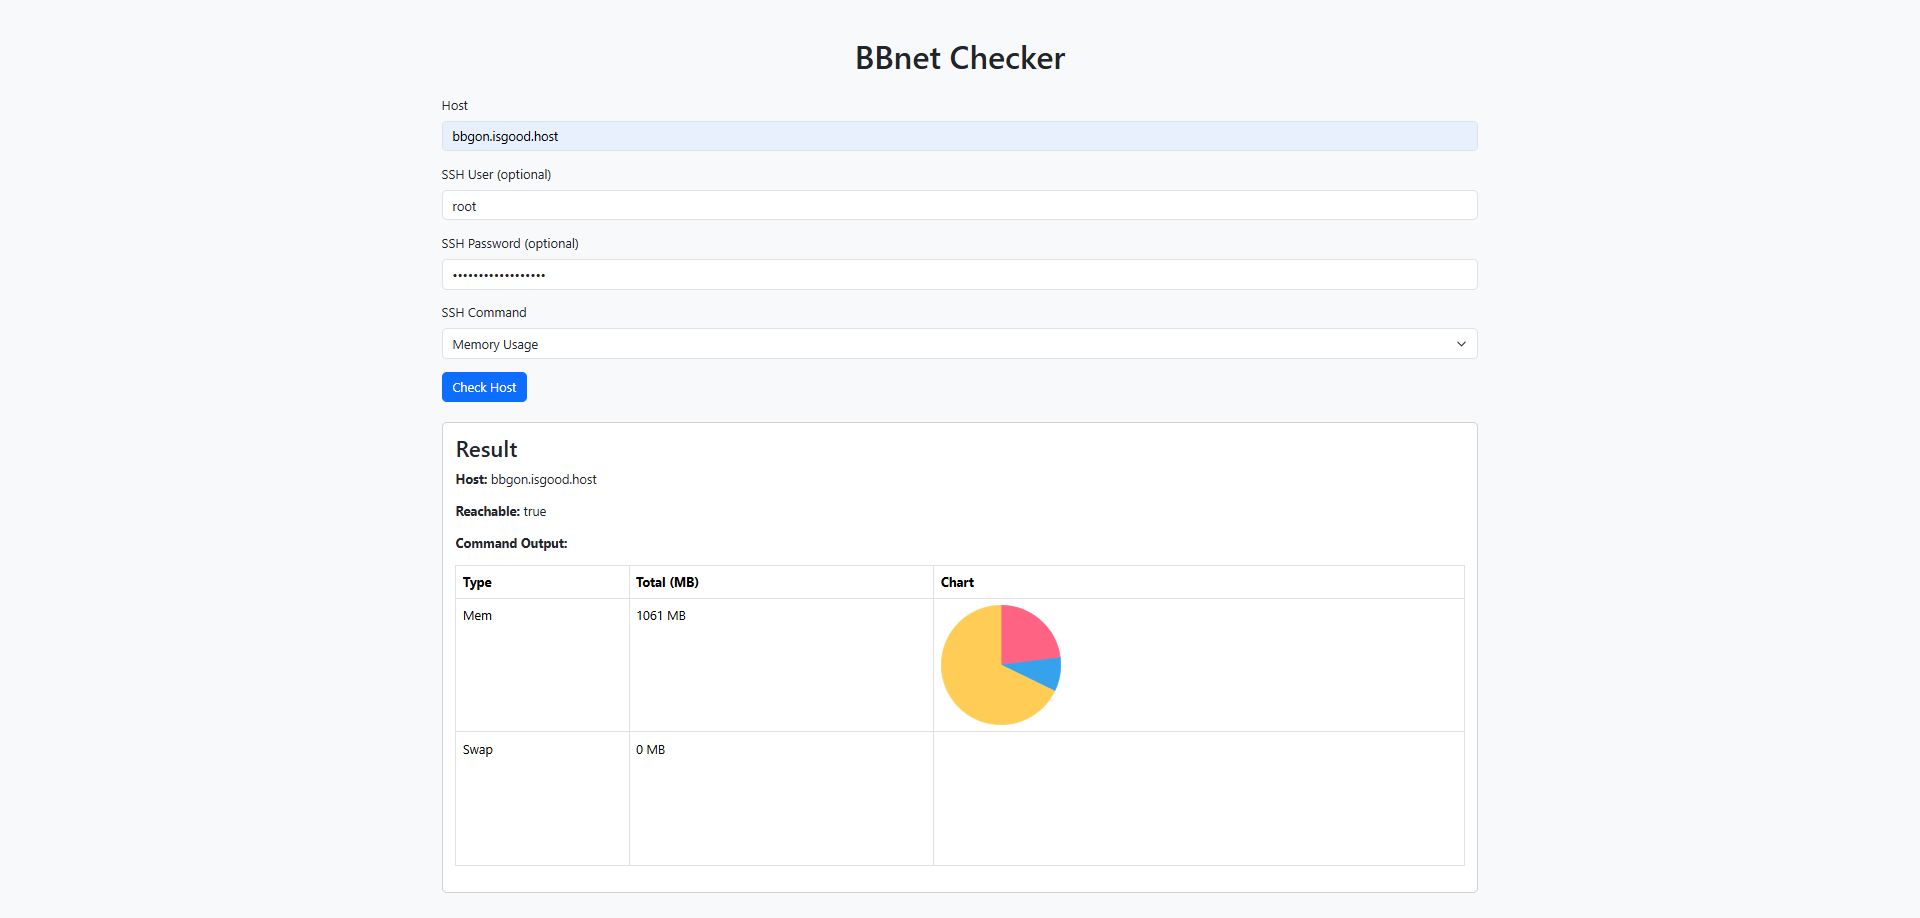 BBnet Checker
Host
bbgon.isgood.host
SSH User (optional)
root
SSH Password (optional)
••••••••••••••••••
SSH Command
Memory Usage
Check Host
Result
Host: bbgon.isgood.host
Reachable: true
Command Output:
Type Total (MB) Chart
Mem 1061 MB
Swap 0 MB